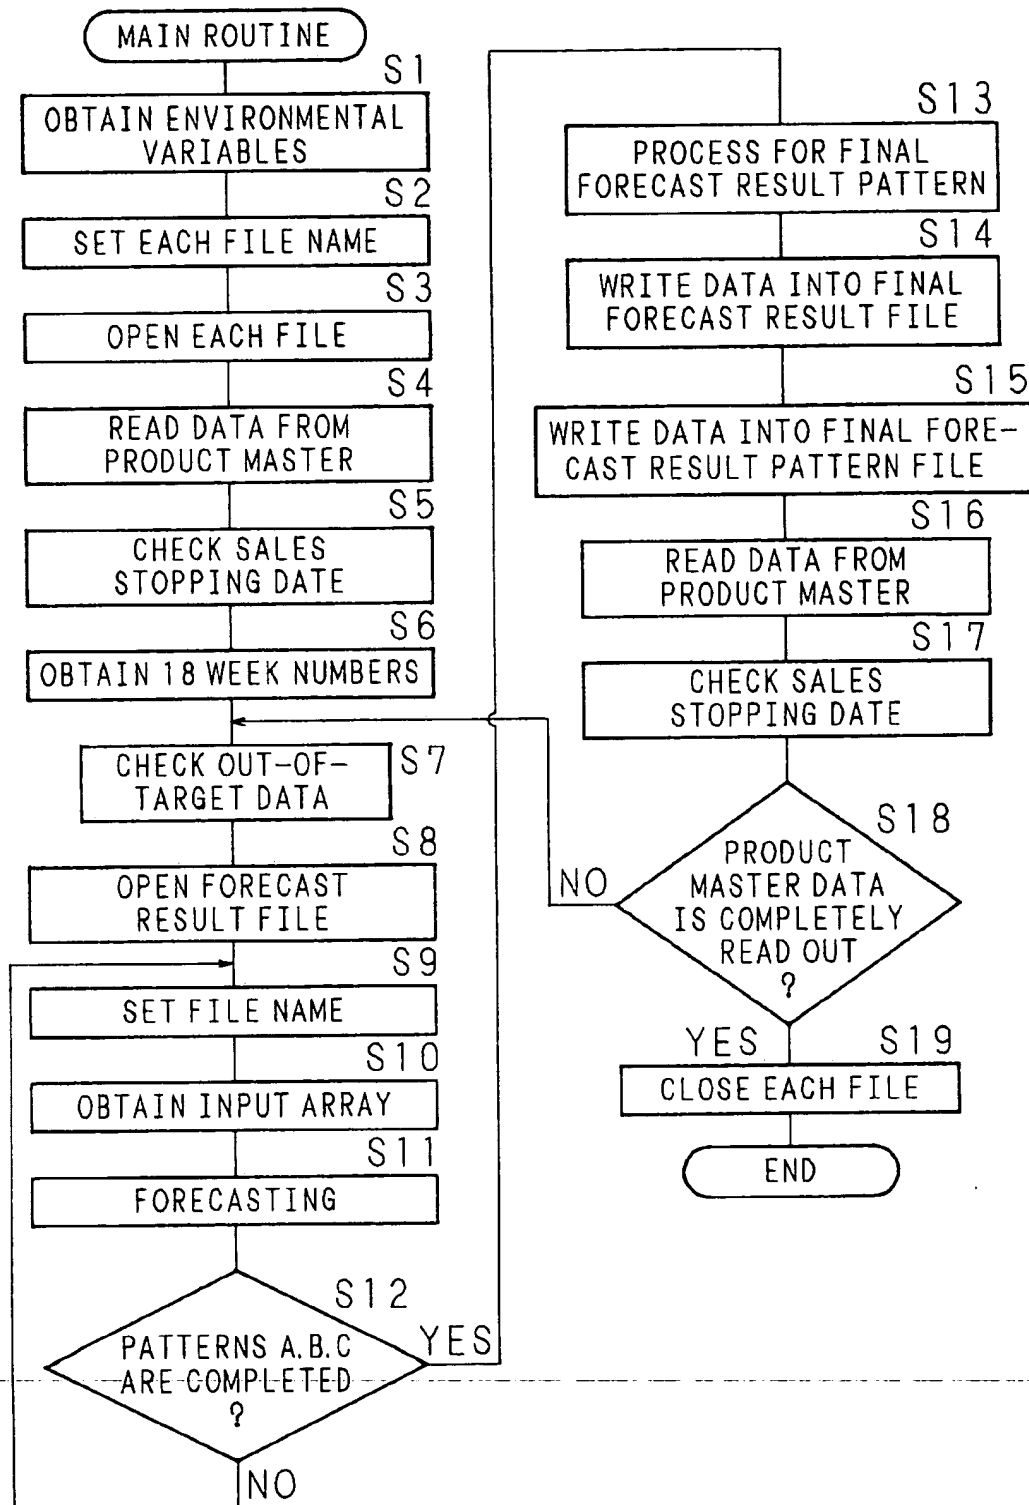 MAIN ROUTINE
S1
OBTAIN ENVIRONMENTAL
VARIABLES
S2
SET EACH FILE NAME
S3
OPEN EACH FILE
S4
READ DATA FROM
PRODUCT MASTER
S5
CHECK SALES
STOPPING DATE
S6
OBTAIN 18 WEEK NUMBERS
S7
CHECK OUT-OF-
TARGET DATA
S8
OPEN FORECAST
RESULT FILE
S9
SET FILE NAME
S10
OBTAIN INPUT ARRAY
S11
FORECASTING
S12
PATTERNS A.B.C
ARE COMPLETED
?
YES
NO
S13
PROCESS FOR FINAL
FORECAST RESULT PATTERN
S14
WRITE DATA INTO FINAL
FORECAST RESULT FILE
S15
WRITE DATA INTO FINAL FORE-
CAST RESULT PATTERN FILE
S16
READ DATA FROM
PRODUCT MASTER
S17
CHECK SALES
STOPPING DATE
S18
PRODUCT
MASTER DATA
IS COMPLETELY
READ OUT
?
NO
YES
S19
CLOSE EACH FILE
END